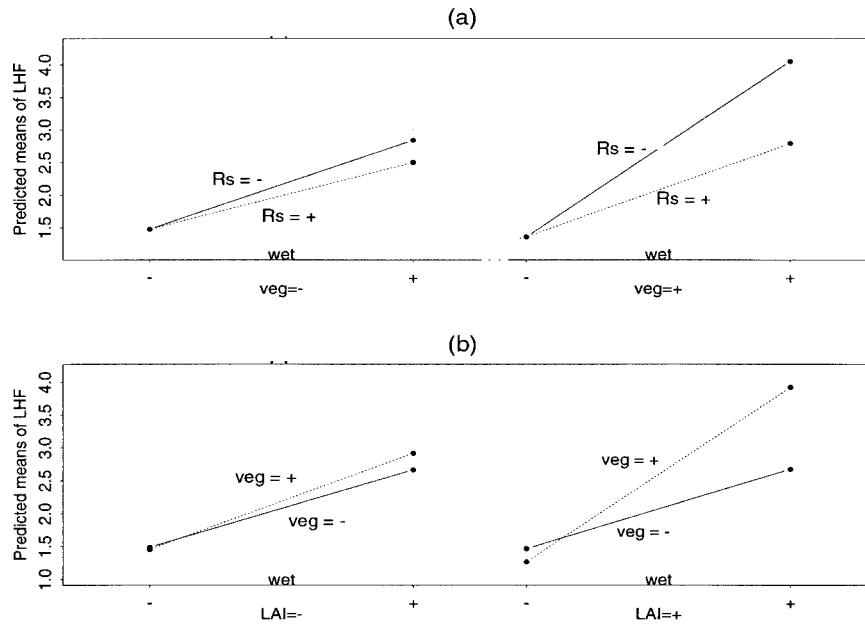 (a)
Predicted means of LHF
4.0
3.5
3.0
2.5
2.0
1.5
Rs = -
Rs = +
Rs = -
Rs = +
wet
wet
- + - +
veg=- veg=+
(b)
Predicted means of LHF
4.0
3.5
3.0
2.5
2.0
1.5
1.0
veg = +
veg = -
veg = +
veg = -
wet
wet
- + - +
LAI=- LAI=+